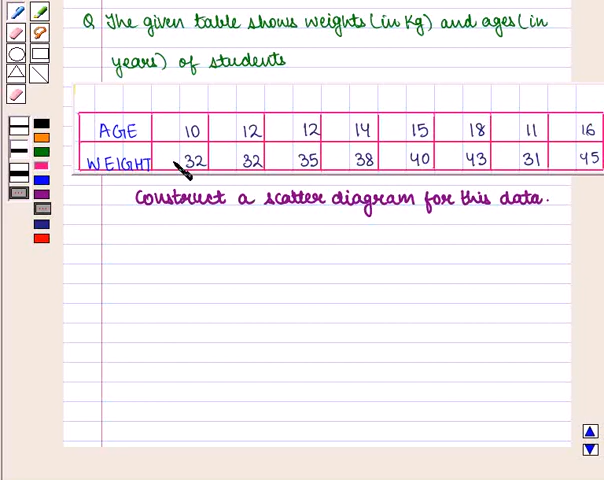 Q The given table shows weights (in Kg) and ages (in
years) of students
AGE 10 12 12 14 15 18 11 16
WEIGHT 32 32 35 38 40 43 31 45
Construct a scatter diagram for this data.